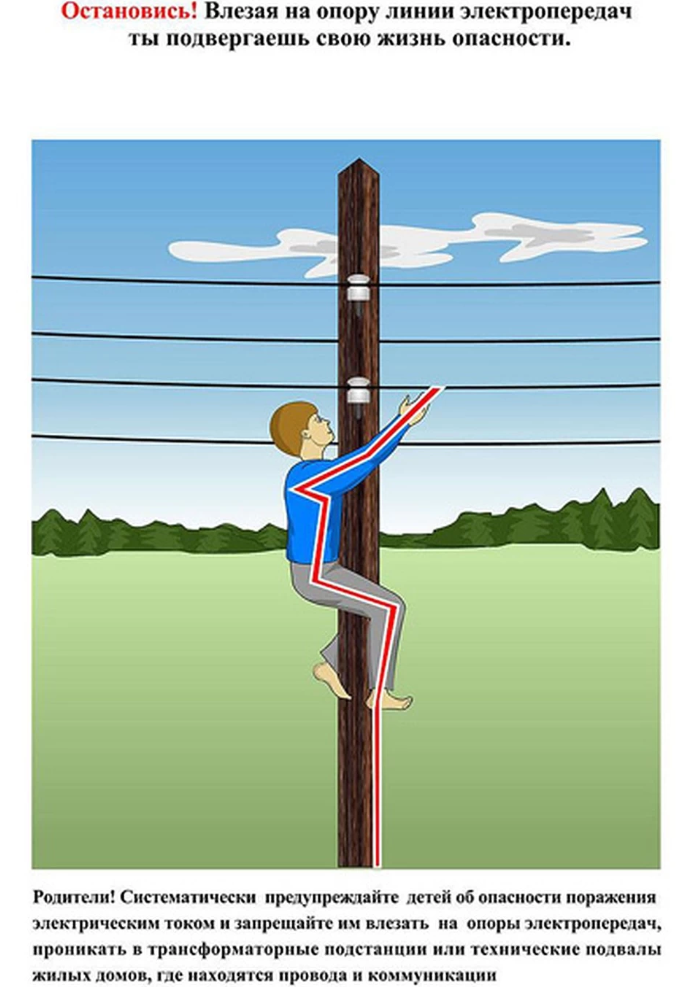 Остановись! Влезая на опору линии электропередач
ты подвергаешь свою жизнь опасности.
Родители! Систематически предупреждайте детей об опасности поражения
электрическим током и запрещайте им влезать на опоры электропередач,
проникать в трансформаторные подстанции или технические подвалы
жилых домов, где находятся провода и коммуникации